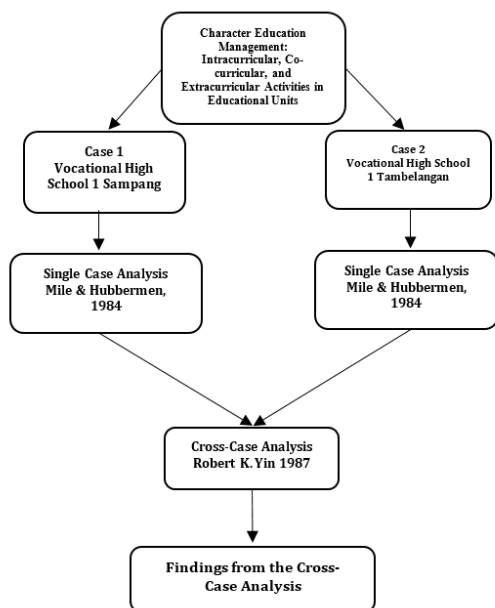 Character Education
Management:
Intracurricular, Co-
curricular, and
Extracurricular Activities in
Educational Units
Case 1
Vocational High
School 1 Sampang
Case 2
Vocational High School
1 Tambelangan
Single Case Analysis
Mile & Hubbermen,
1984
Single Case Analysis
Mile & Hubbermen,
1984
Cross-Case Analysis
Robert K.Yin 1987
Findings from the Cross-
Case Analysis